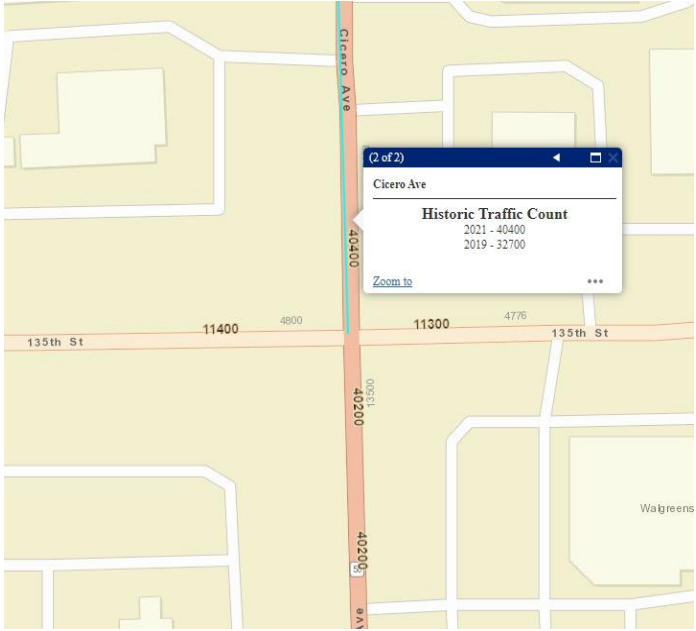 Cicero Ave
(2 of 2)
Cicero Ave
Historic Traffic Count
2021 - 40400
2019 - 32700
Zoom to
40400
4800
11400
135th St
11300
4776
135th St
13500
40200
Walgreens
40200
Ave